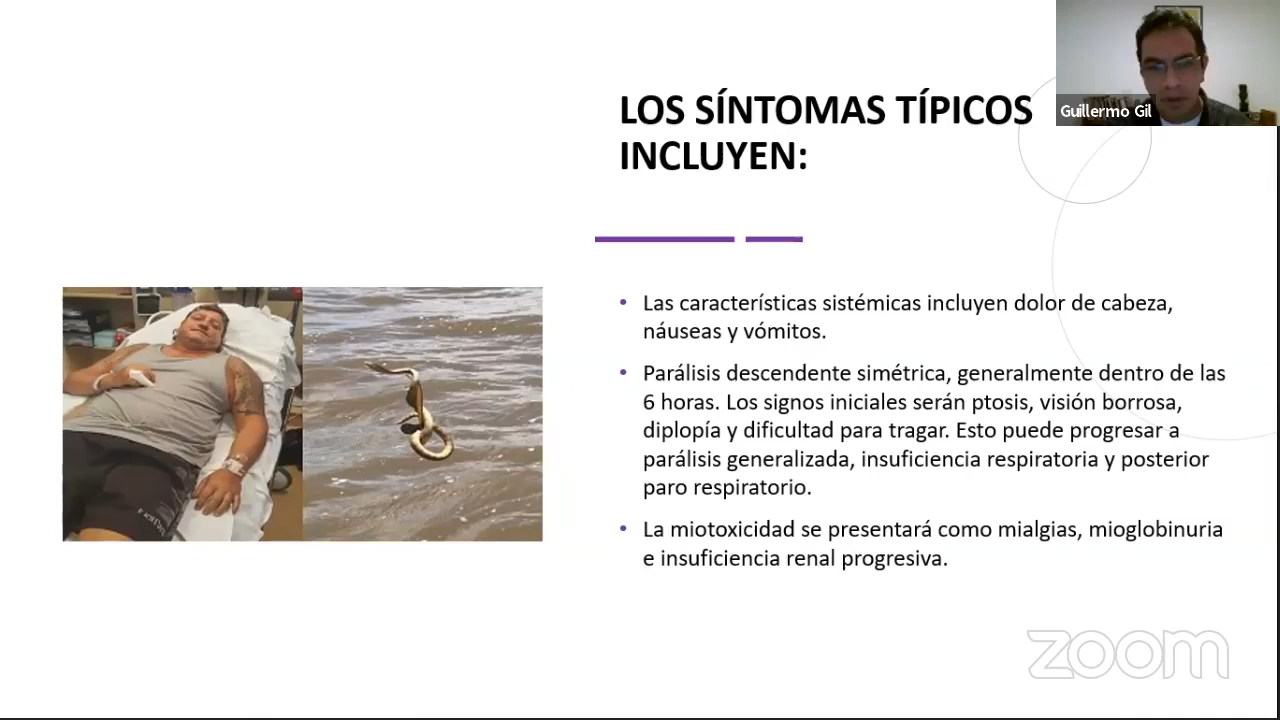 Guillermo Gil
LOS SÍNTOMAS TÍPICOS
INCLUYEN:
• Las características sistémicas incluyen dolor de cabeza,
náuseas y vómitos.
• Parálisis descendente simétrica, generalmente dentro de las
6 horas. Los signos iniciales serán ptosis, visión borrosa,
diplopía y dificultad para tragar. Esto puede progresar a
parálisis generalizada, insuficiencia respiratoria y posterior
paro respiratorio.
• La miotoxicidad se presentará como mialgias, mioglobinuria
e insuficiencia renal progresiva.
zoom